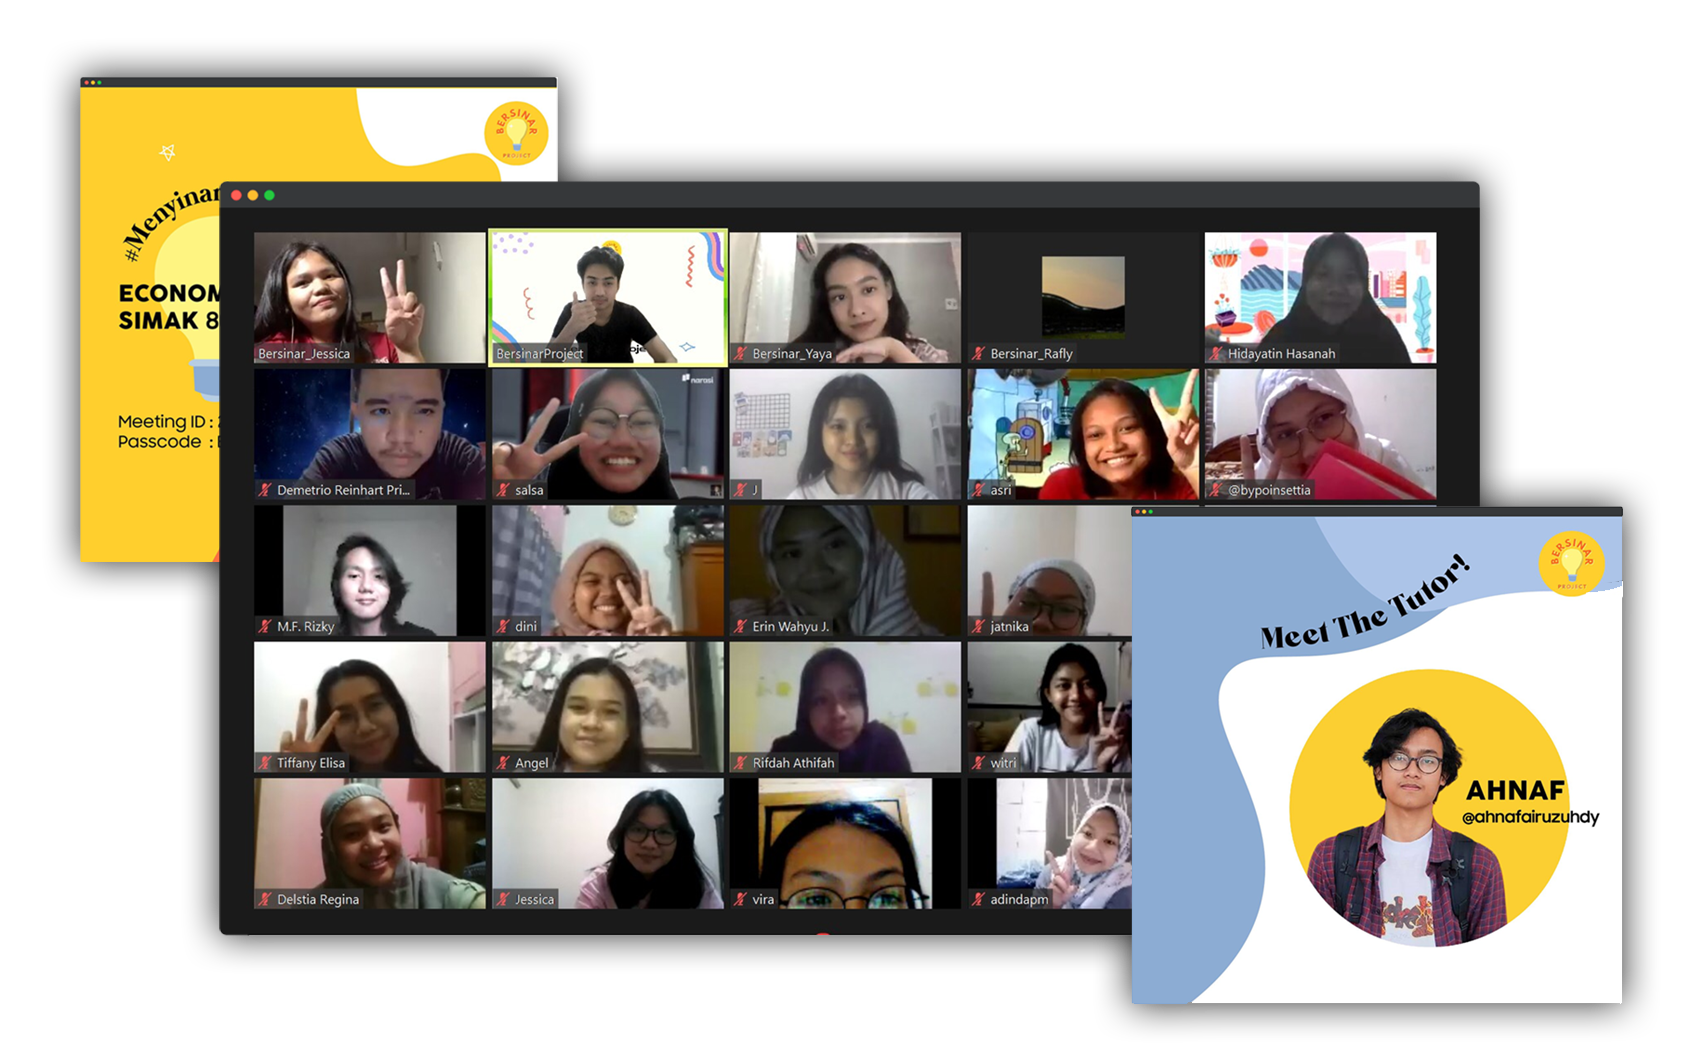 BERSINAR
PROJECT
#Menyinar
ECONOM
SIMAK 8
Meeting ID :
Passcode :
Bersinar_Jessica
BersinarProject
Bersinar_Yaya
Bersinar_Rafly
Hidayatin Hasanah
narasi
Demetrio Reinhart Pri...
salsa
J
asri
@bypoinsettia
M.F. Rizky
dini
Erin Wahyu J.
jatnika
Tiffany Elisa
Angel
Rifdah Athifah
witri
Delstia Regina
Jessica
vira
adindapm
BERSINAR
PROJECT
Meet The Tutor!
AHNAF
@ahnafairuzuhdy